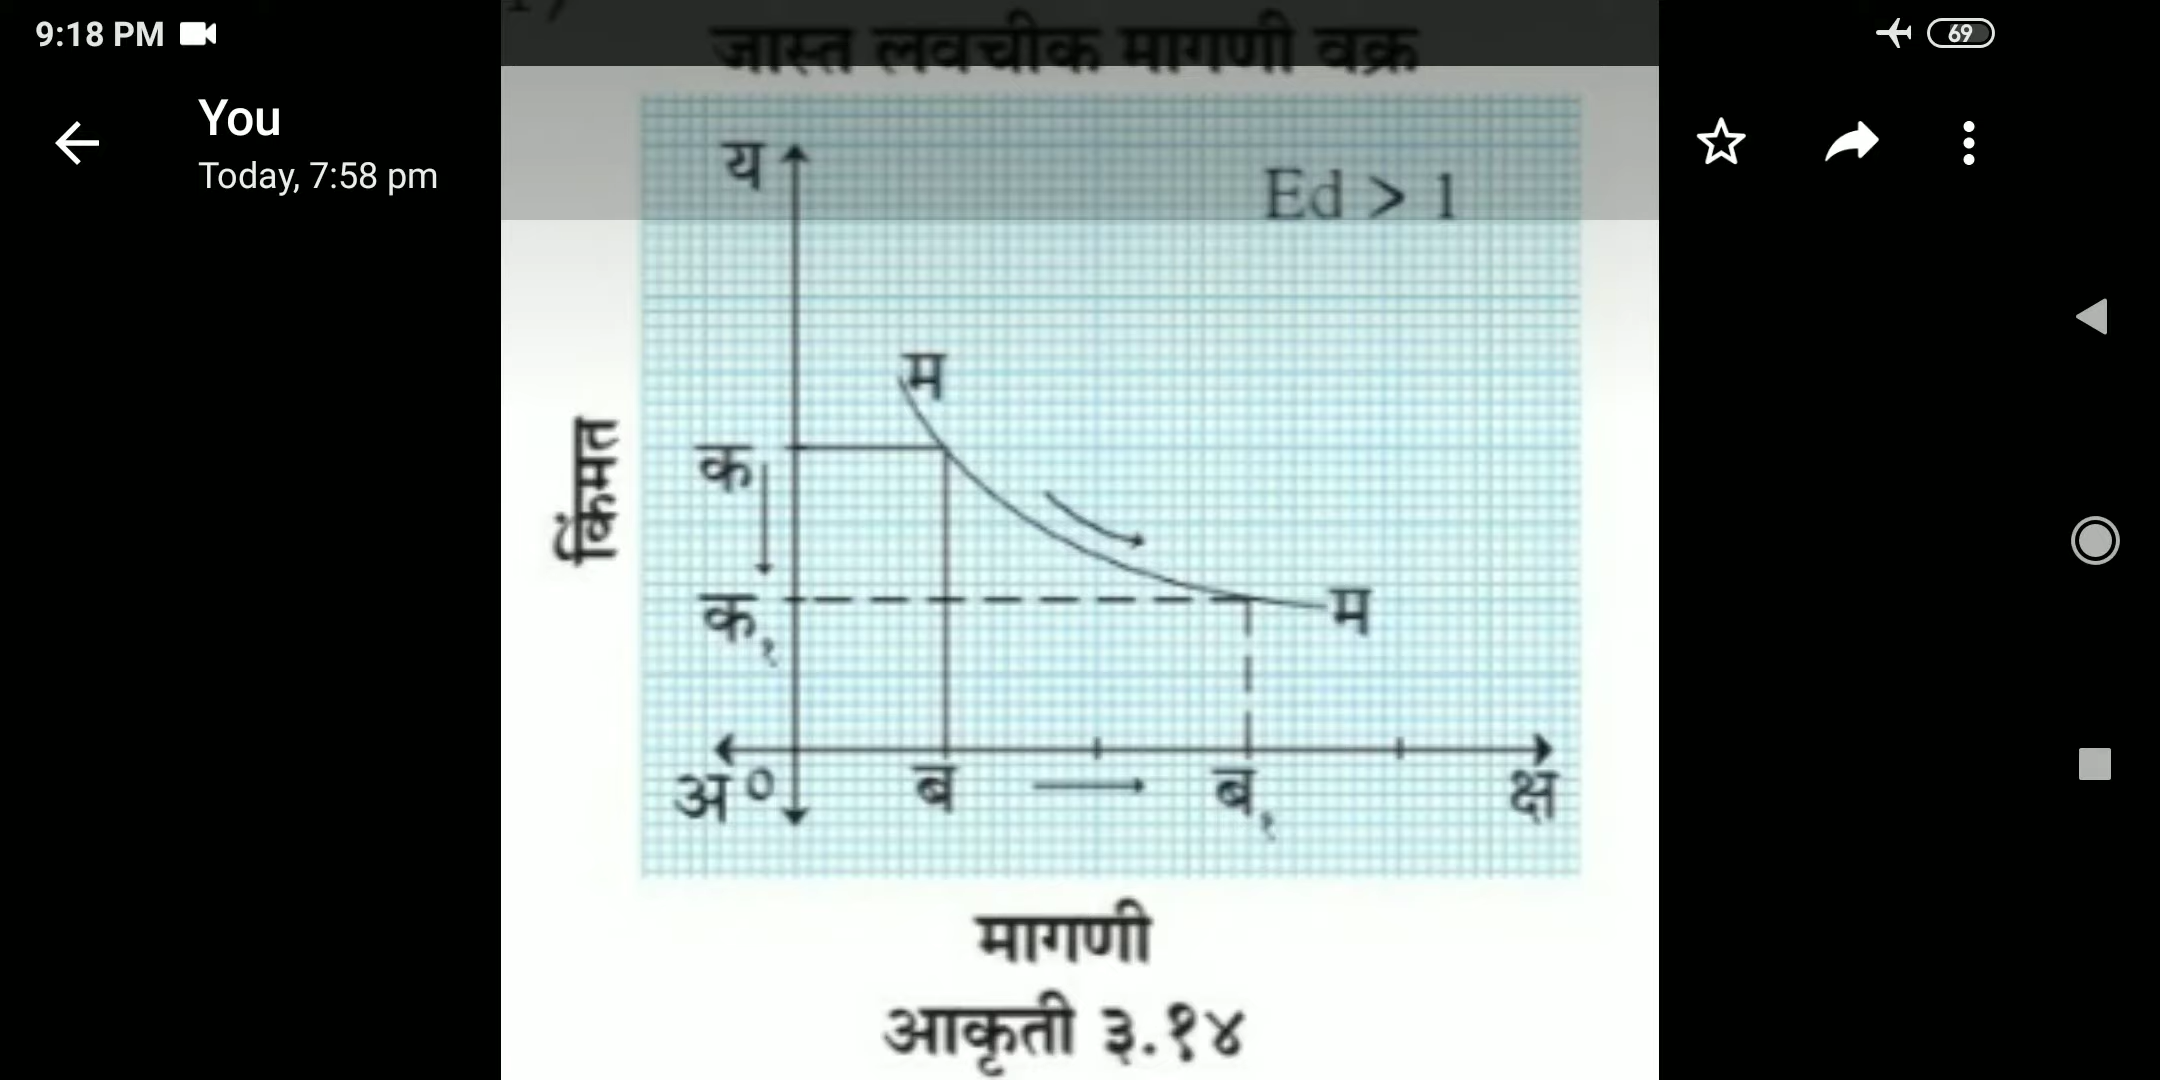 9:18 PM
69
You
Today, 7:58 pm
जास्त लवचीक मागणी वक्र
य
Ed > 1
म
किंमत
क
क१
म
अ
०
ब
ब१
क्ष
मागणी
आकृती ३.१४